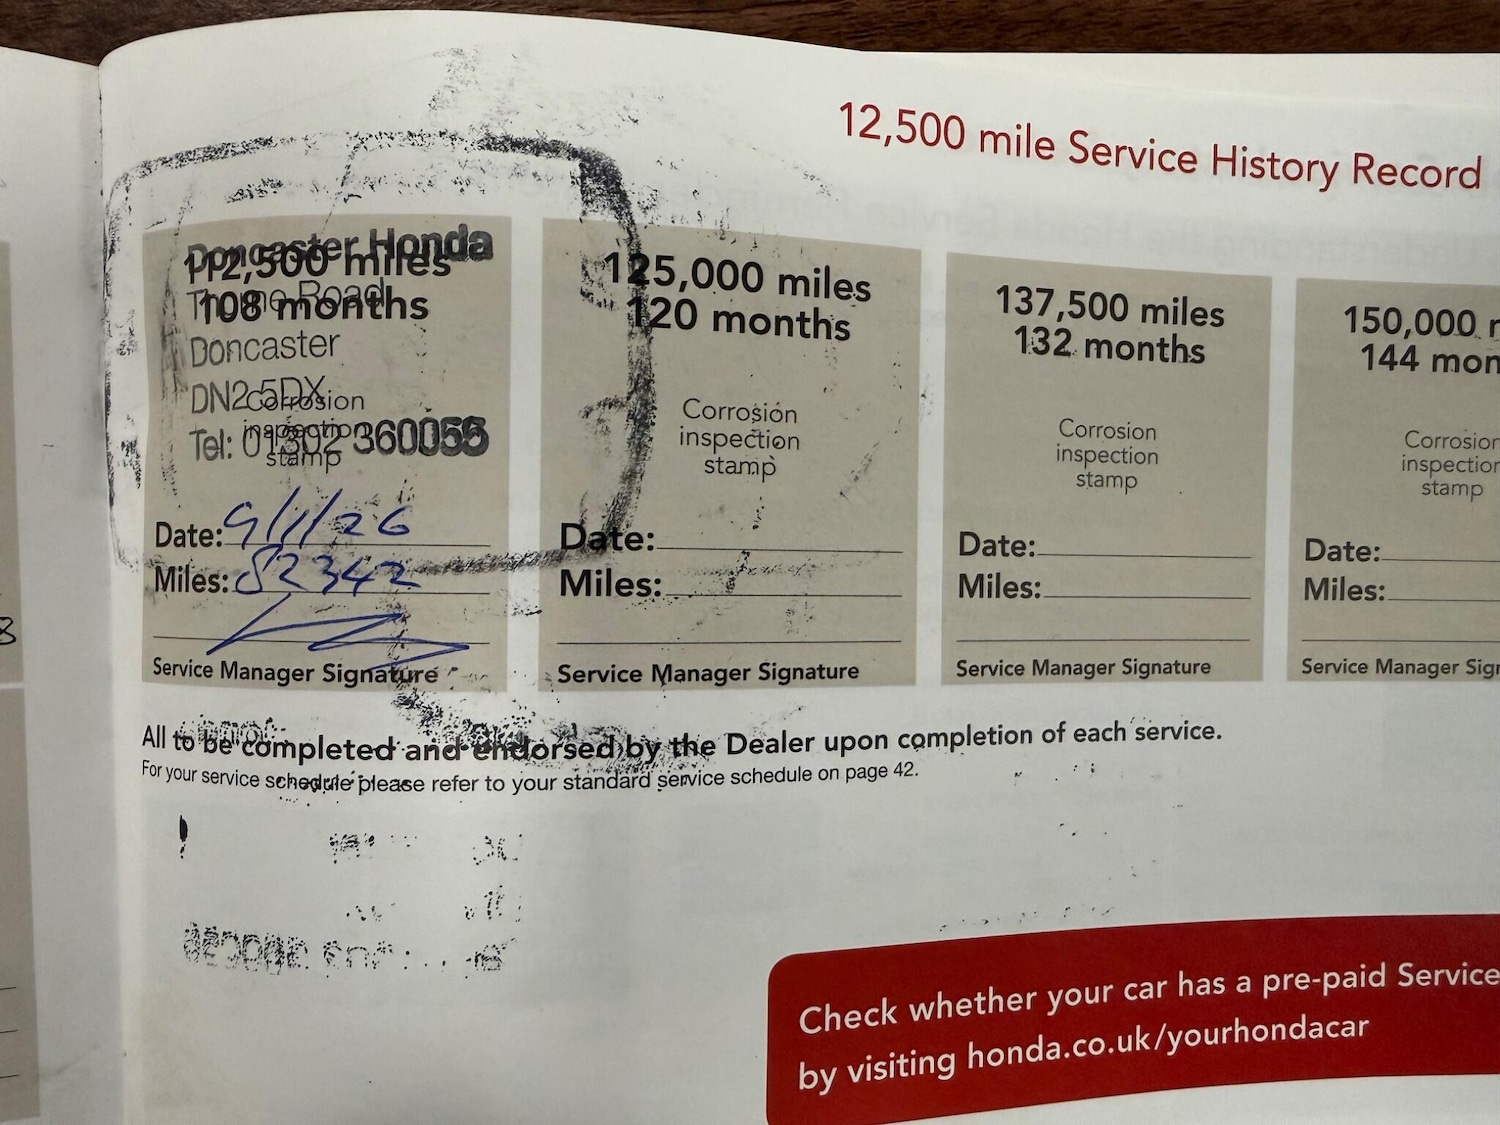 12,500 mile Service History Record
Doncaster Honda
Thorne Road
Doncaster
DN2 5DX
Tel: 01302 360055
112,500 miles
108 months
Corrosion
inspection
stamp
Date: 9/1/26
Miles: 82342
Service Manager Signature
125,000 miles
120 months
Corrosion
inspection
stamp
Date:
Miles:
Service Manager Signature
137,500 miles
132 months
Corrosion
inspection
stamp
Date:
Miles:
Service Manager Signature
150,000
144
Corrosion
inspection
stamp
Date:
Miles:
Service Manager
All to be completed and endorsed by the Dealer upon completion of each service.
For your service schedule please refer to your standard service schedule on page 42.
Check whether your car has a pre-paid Service
by visiting honda.co.uk/yourhondacar